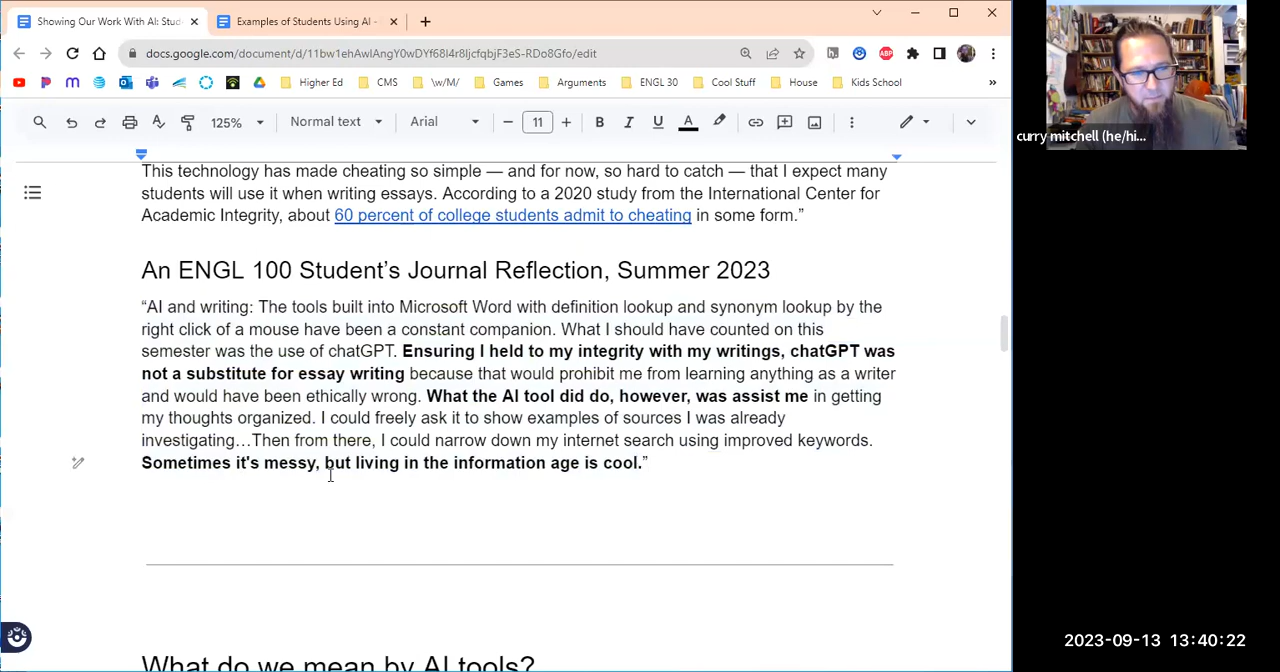 Showing Our Work With AI: Stud
Examples of Students Using AI -
docs.google.com/document/d/11bw1ehAwlAngY0wDYf68l4r8IjcfqbjF3eS-RDo8Gfo/edit
Higher Ed
CMS
\w/M/
Games
Arguments
ENGL 30
Cool Stuff
House
Kids School
»
125%
Normal text
Arial
11
B
I
U
A
This technology has made cheating so simple — and for now, so hard to catch — that I expect many
students will use it when writing essays. According to a 2020 study from the International Center for
Academic Integrity, about 60 percent of college students admit to cheating in some form.”
An ENGL 100 Student’s Journal Reflection, Summer 2023
“AI and writing: The tools built into Microsoft Word with definition lookup and synonym lookup by the
right click of a mouse have been a constant companion. What I should have counted on this
semester was the use of chatGPT. Ensuring I held to my integrity with my writings, chatGPT was
not a substitute for essay writing because that would prohibit me from learning anything as a writer
and would have been ethically wrong. What the AI tool did do, however, was assist me in getting
my thoughts organized. I could freely ask it to show examples of sources I was already
investigating…Then from there, I could narrow down my internet search using improved keywords.
Sometimes it's messy, but living in the information age is cool.”
What do we mean by AI tools?
curry mitchell (he/hi...
2023-09-13 13:40:22